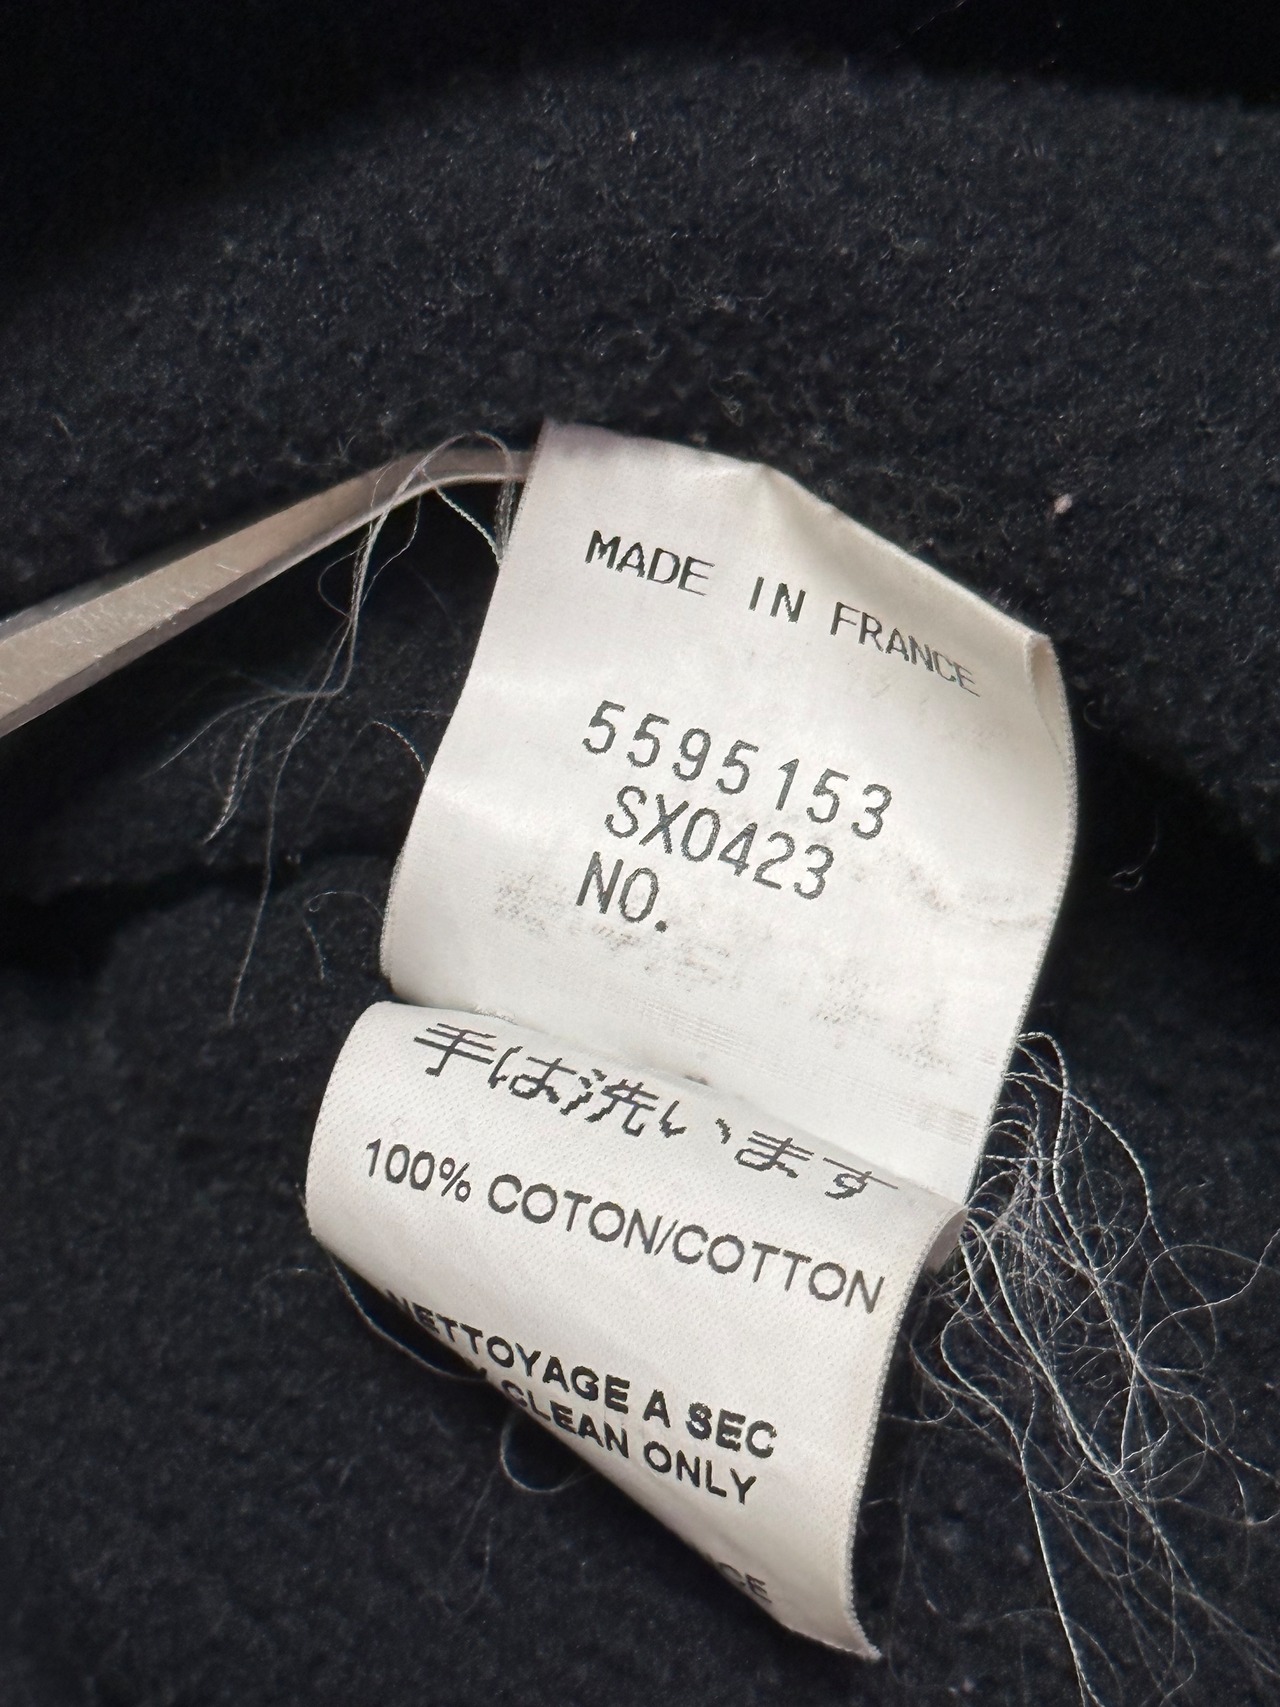 MADE IN FRANCE
5595153
SX0423
NO.
手は洗います
100% COTON/COTTON
NETTOYAGE A SEC
CLEAN ONLY